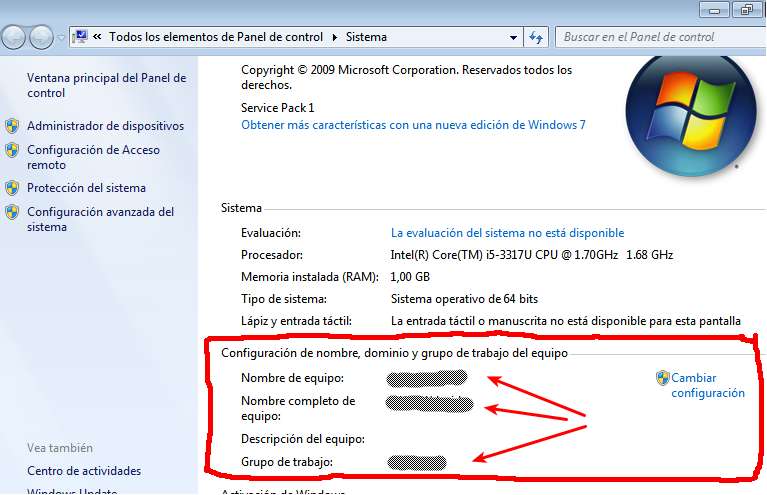 « Todos los elementos de Panel de control Sistema
Buscar en el Panel de control
Ventana principal del Panel de
control
Administrador de dispositivos
Configuración de Acceso
remoto
Protección del sistema
Configuración avanzada del
sistema
Vea también
Centro de actividades
Windows Update
Copyright © 2009 Microsoft Corporation. Reservados todos los
derechos.
Service Pack 1
Obtener más características con una nueva edición de Windows 7
Sistema
Evaluación: La evaluación del sistema no está disponible
Procesador: Intel(R) Core(TM) i5-3317U CPU @ 1.70GHz 1.68 GHz
Memoria instalada (RAM): 1,00 GB
Tipo de sistema: Sistema operativo de 64 bits
Lápiz y entrada táctil: La entrada táctil o manuscrita no está disponible para esta pantalla
Configuración de nombre, dominio y grupo de trabajo del equipo
Nombre de equipo:
Cambiar
configuración
Nombre completo de
equipo:
Descripción del equipo:
Grupo de trabajo:
Activación de Windows